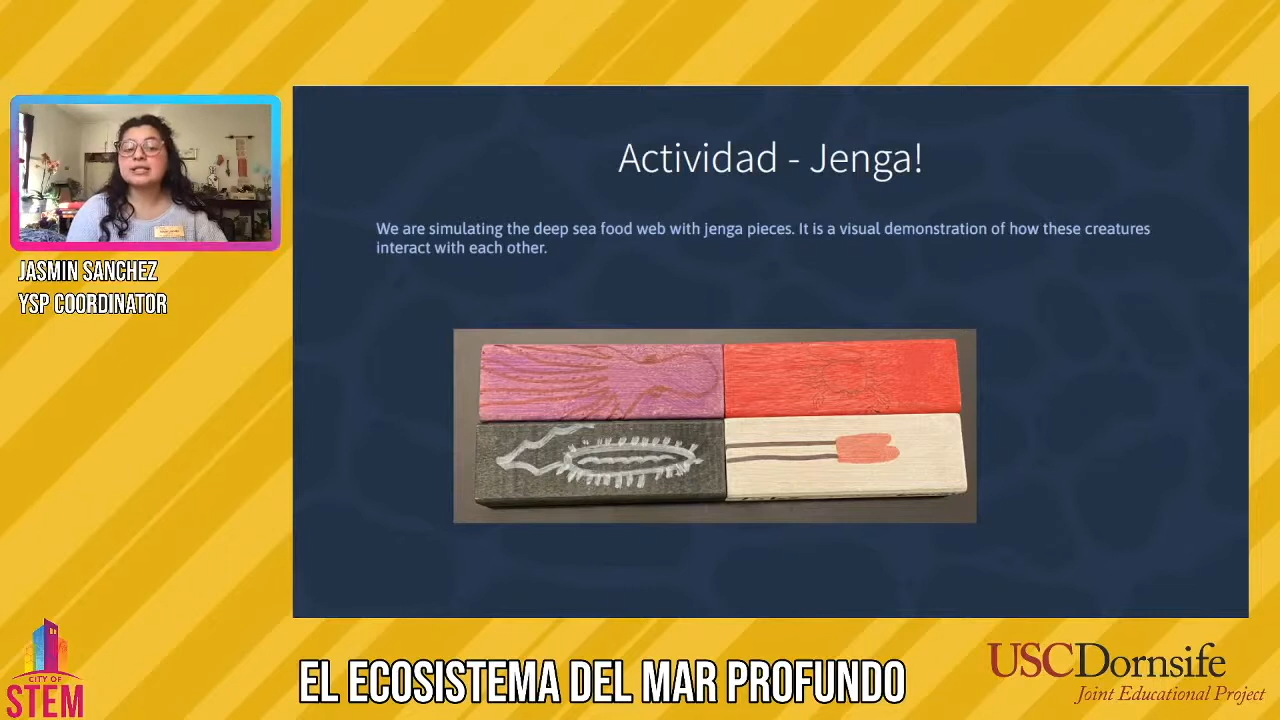 Actividad - Jenga!
We are simulating the deep sea food web with jenga pieces. It is a visual demonstration of how these creatures
interact with each other.
JASMIN SANCHEZ
YSP COORDINATOR
CITY OF
STEM
EL ECOSISTEMA DEL MAR PROFUNDO
USCDornsife
Joint Educational Project